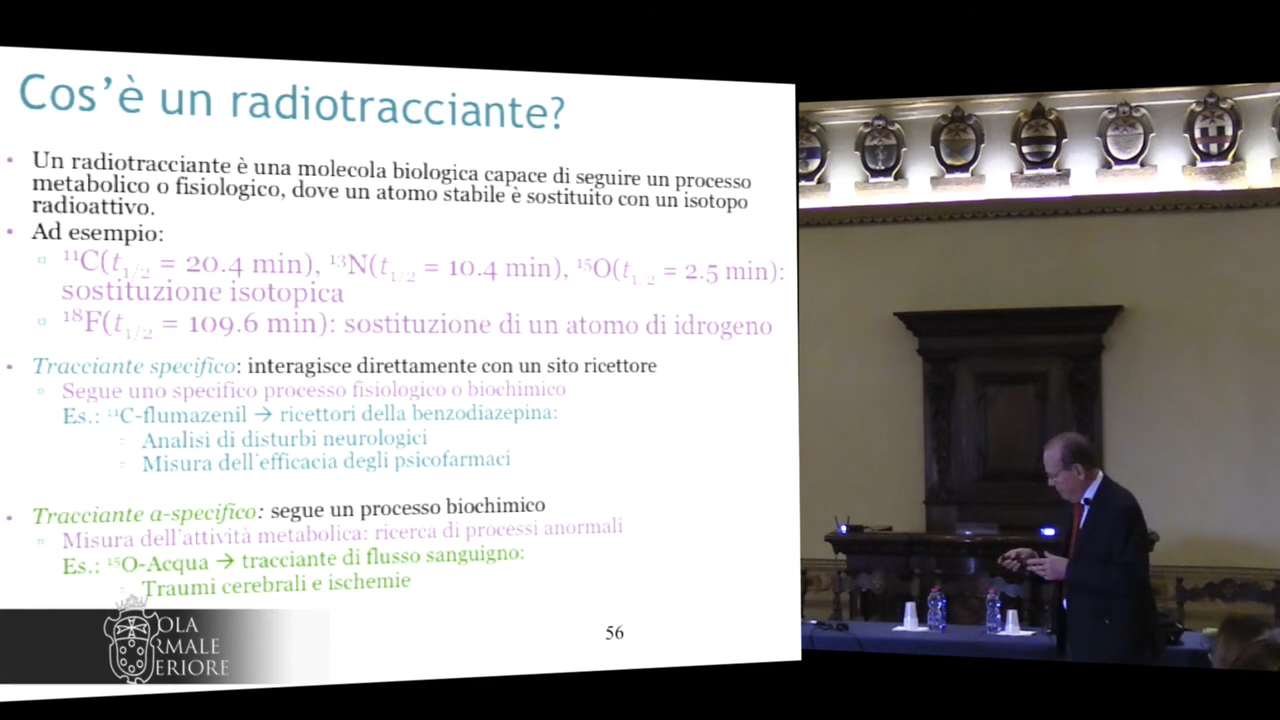 Cos'è un radiotracciante?
• Un radiotracciante è una molecola biologica capace di seguire un processo
metabolico o fisiologico, dove un atomo stabile è sostituito con un isotopo
radioattivo.
• Ad esempio:
¹¹C(t₁/₂ = 20.4 min), ¹³N(t₁/₂ = 10.4 min), ¹⁵O(t₁/₂ = 2.5 min):
sostituzione isotopica
¹⁸F(t₁/₂ = 109.6 min): sostituzione di un atomo di idrogeno
• Tracciante specifico: interagisce direttamente con un sito ricettore
Segue uno specifico processo fisiologico o biochimico
Es.: ¹¹C-flumazenil → ricettori della benzodiazepina:
Analisi di disturbi neurologici
Misura dell'efficacia degli psicofarmaci
• Tracciante a-specifico: segue un processo biochimico
Misura dell'attività metabolica: ricerca di processi anormali
Es.: ¹⁵O-Acqua → tracciante di flusso sanguigno:
Traumi cerebrali e ischemie
56
OLA
RMALE
ERIORE